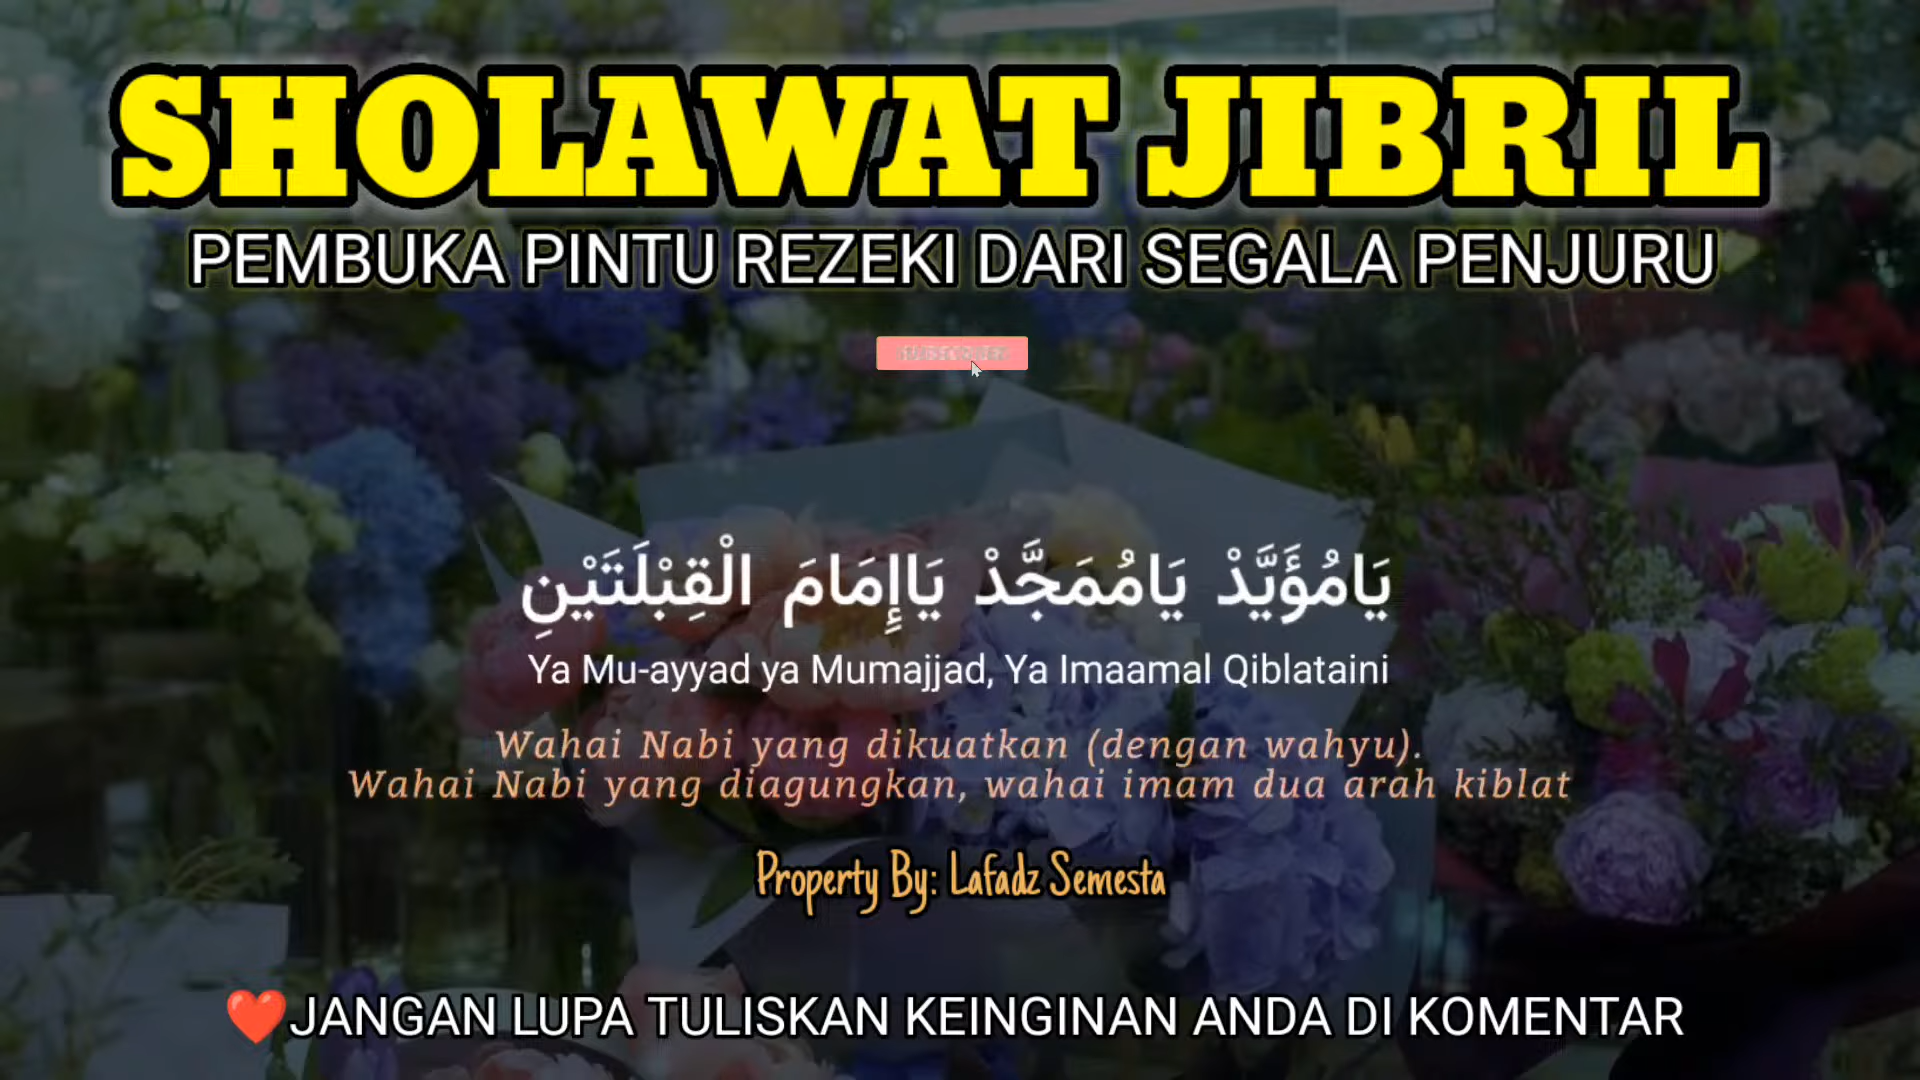 SHOLAWAT JIBRIL
PEMBUKA PINTU REZEKI DARI SEGALA PENJURU
يَامُؤَيَّدْ يَامُمَجَّدْ يَاإِمَامَ الْقِبْلَتَيْنِ
Ya Mu-ayyad ya Mumajjad, Ya Imaamal Qiblataini
Wahai Nabi yang dikuatkan (dengan wahyu).
Wahai Nabi yang diagungkan, wahai imam dua arah kiblat
Property By: Lafadz Semesta
❤️JANGAN LUPA TULISKAN KEINGINAN ANDA DI KOMENTAR